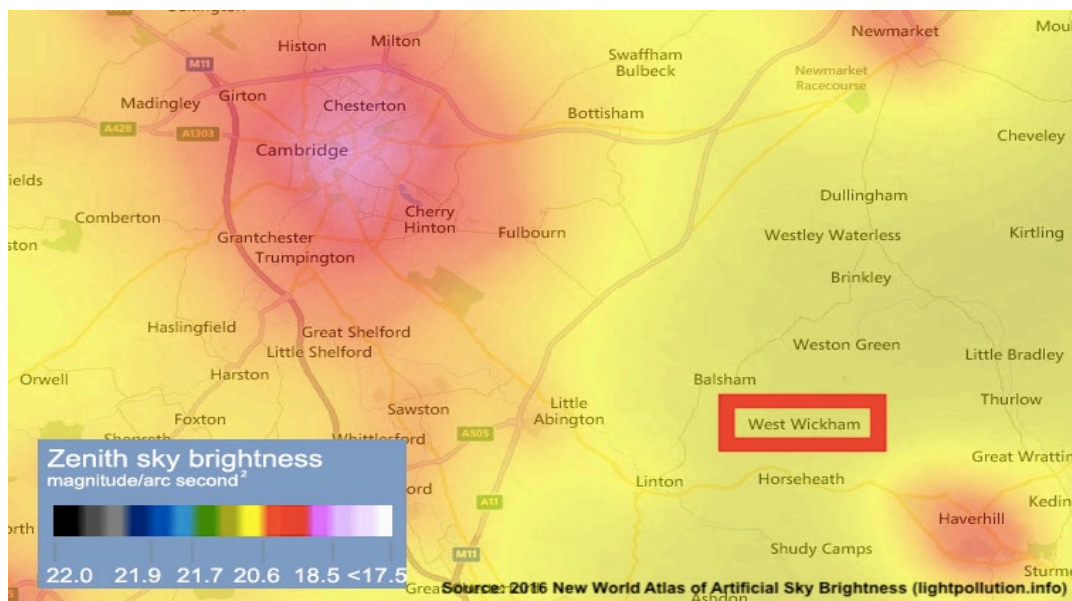 Histon
Milton
Newmarket
Swaffham
Bulbeck
M11
Newmarket
Racecourse
Madingley
Girton
Chesterton
Bottisham
A428
A1303
Cheveley
Cambridge
Dullingham
Comberton
Cherry
Hinton
Grantchester
Fulbourn
Westley Waterless
Kirtling
Trumpington
Brinkley
Haslingfield
Great Shelford
Weston Green
Little Shelford
Little Bradley
Orwell
Harston
Balsham
Thurlow
Foxton
Sawston
Little
Abington
West Wickham
A505
Great Wratting
Linton
Horseheath
A11
Haverhill
Shudy Camps
M11
Zenith sky brightness
magnitude/arc second²
22.0 21.9 21.7 20.6 18.5 <17.5
Source: 2016 New World Atlas of Artificial Sky Brightness (lightpollution.info)